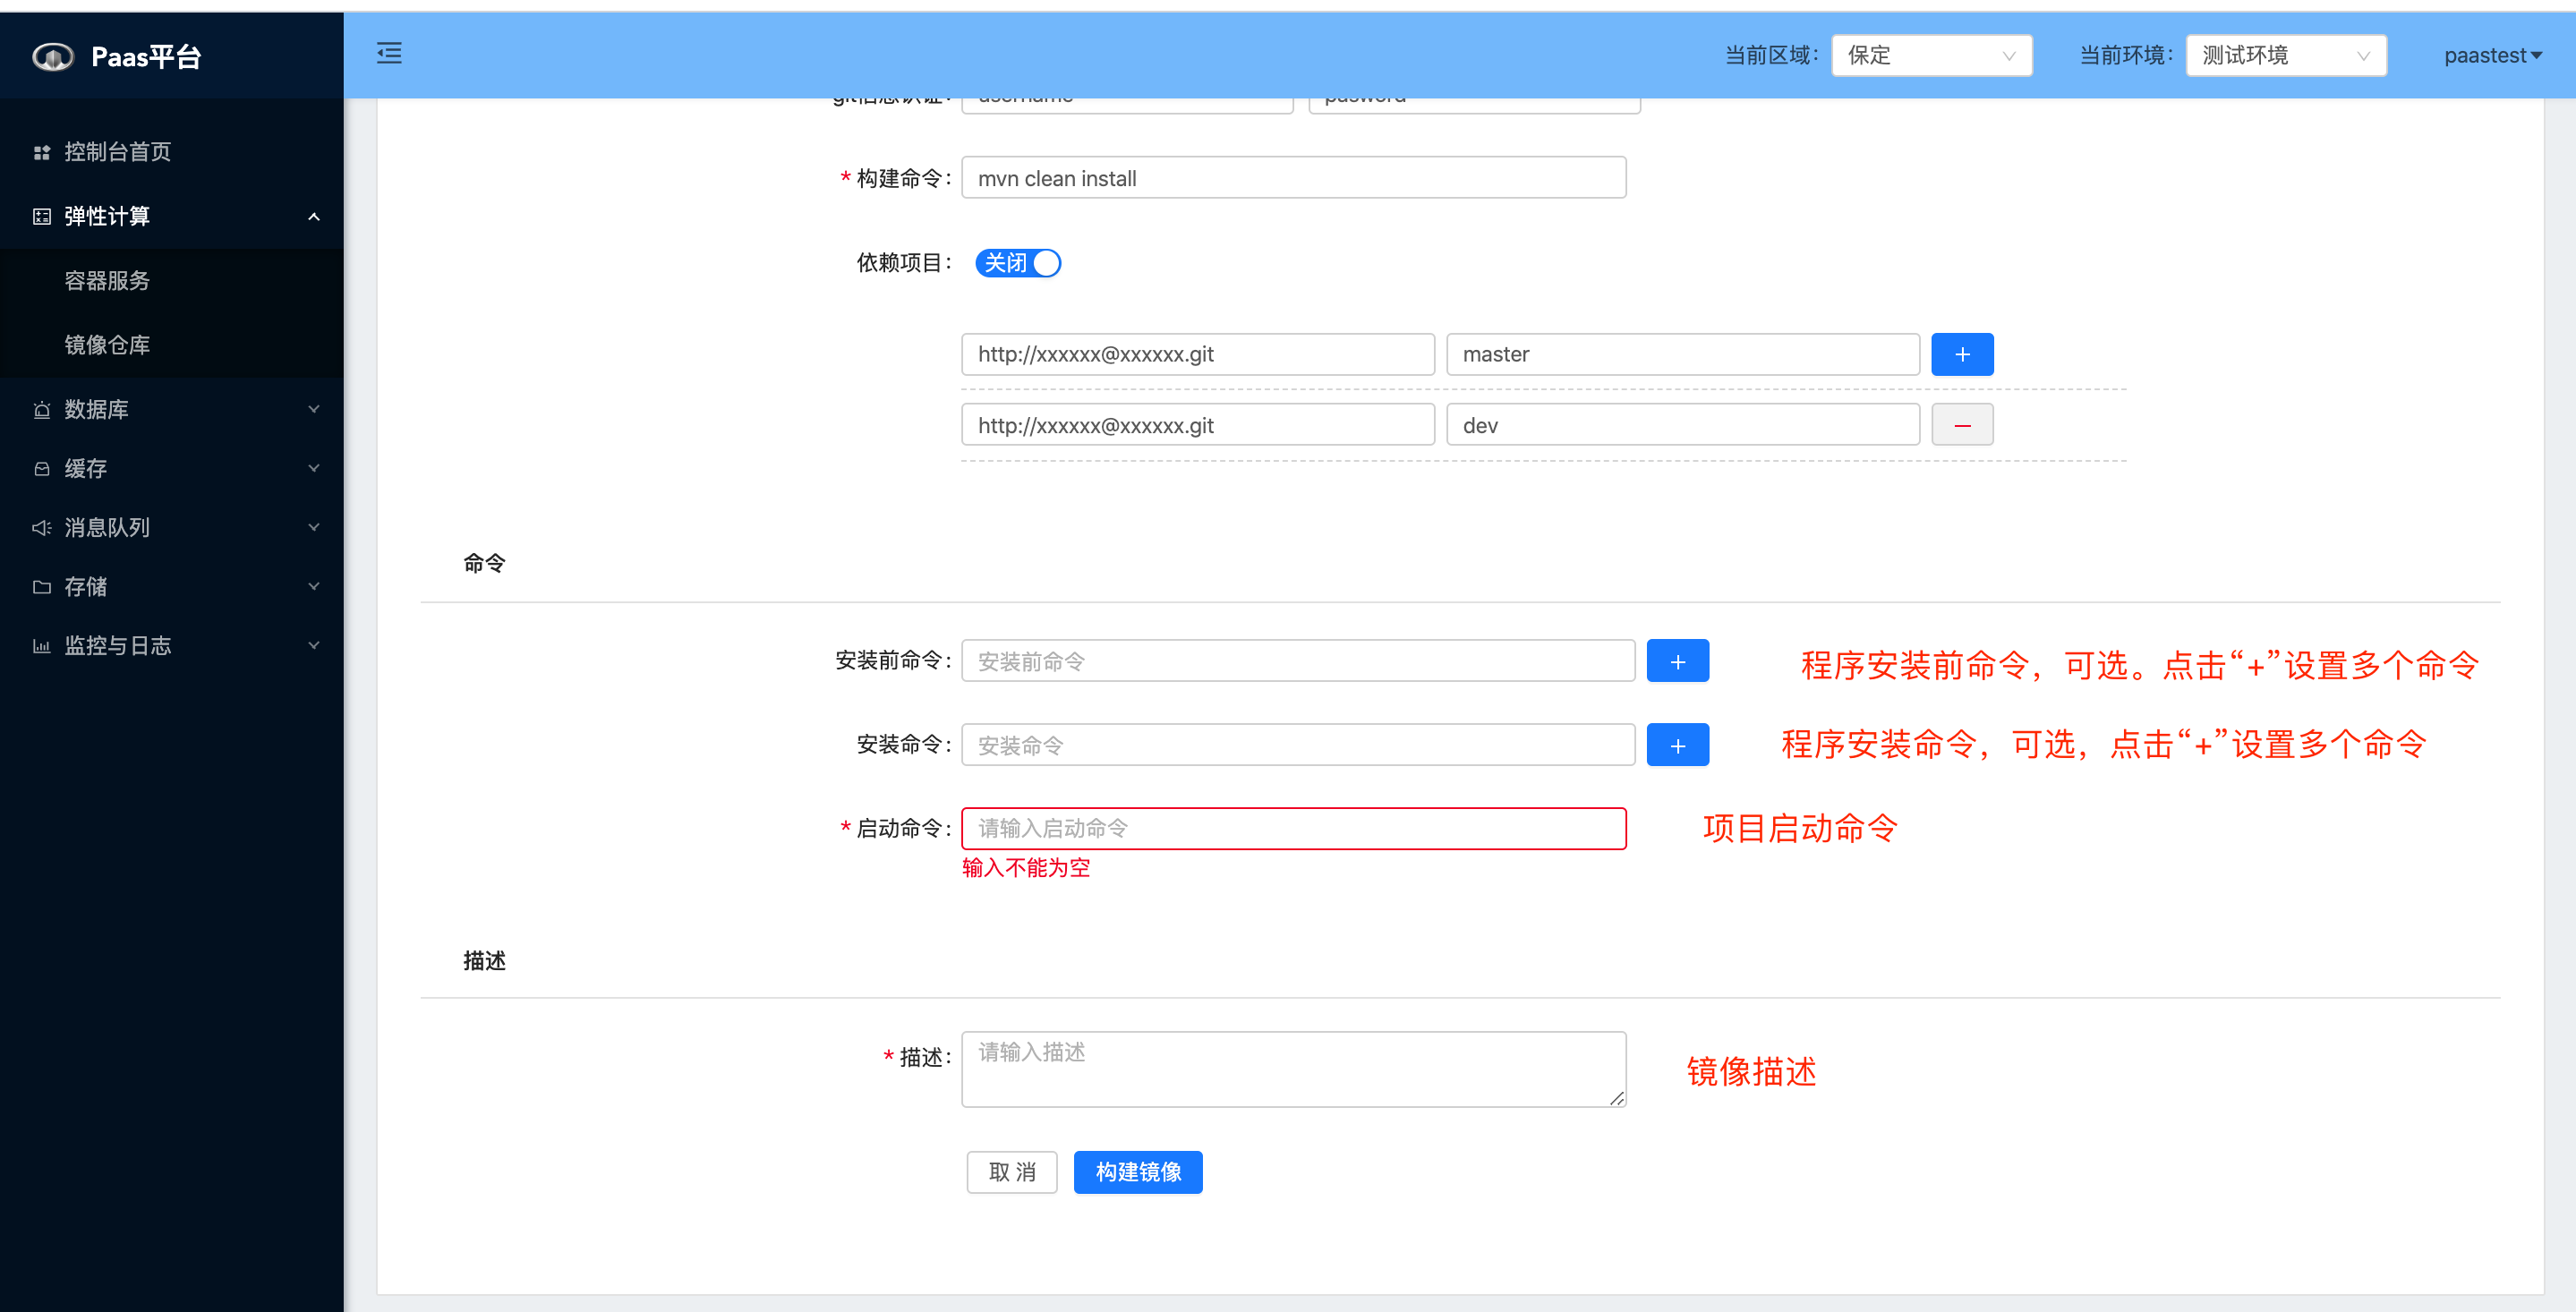 Paas平台
当前区域：
保定
当前环境：
测试环境
paastest
控制台首页
弹性计算
容器服务
镜像仓库
数据库
缓存
消息队列
存储
监控与日志
git信息认证：
username
pasword
* 构建命令：
mvn clean install
依赖项目：
关闭
http://xxxxxx@xxxxxx.git
master
+
http://xxxxxx@xxxxxx.git
dev
—
命令
安装前命令：
安装前命令
+
程序安装前命令，可选。点击“+”设置多个命令
安装命令：
安装命令
+
程序安装命令，可选，点击“+”设置多个命令
* 启动命令：
请输入启动命令
项目启动命令
输入不能为空
描述
* 描述：
请输入描述
镜像描述
取 消
构建镜像